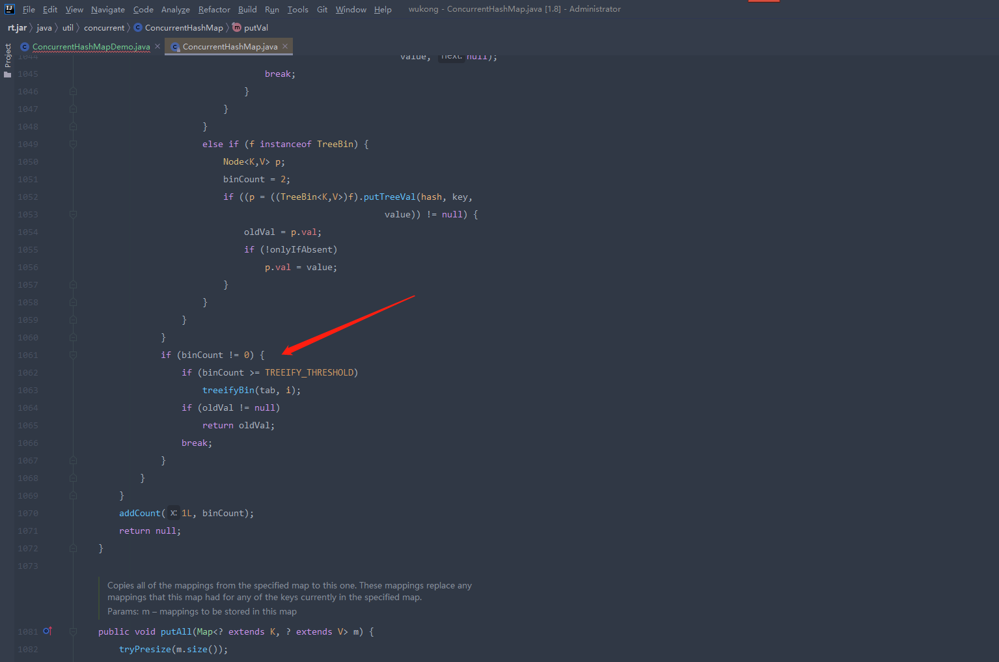 File Edit View Navigate Code Analyze Refactor Build Run Tools Git Window Help wukong - ConcurrentHashMap.java [1.8] - Administrator
rt.jar java util concurrent C ConcurrentHashMap m putVal
Project
C ConcurrentHashMapDemo.java C ConcurrentHashMap.java
1044 value, next: null);
1045 break;
1046 }
1047 }
1048 }
1049 else if (f instanceof TreeBin) {
1050 Node<K,V> p;
1051 binCount = 2;
1052 if ((p = ((TreeBin<K,V>)f).putTreeVal(hash, key,
1053 value)) != null) {
1054 oldVal = p.val;
1055 if (!onlyIfAbsent)
1056 p.val = value;
1057 }
1058 }
1059 }
1060 }
1061 if (binCount != 0) {
1062 if (binCount >= TREEIFY_THRESHOLD)
1063 treeifyBin(tab, i);
1064 if (oldVal != null)
1065 return oldVal;
1066 break;
1067 }
1068 }
1069 }
1070 addCount( x: 1L, binCount);
1071 return null;
1072 }
1073
Copies all of the mappings from the specified map to this one. These mappings replace any
mappings that this map had for any of the keys currently in the specified map.
Params: m – mappings to be stored in this map
1081 public void putAll(Map<? extends K, ? extends V> m) {
1082 tryPresize(m.size());